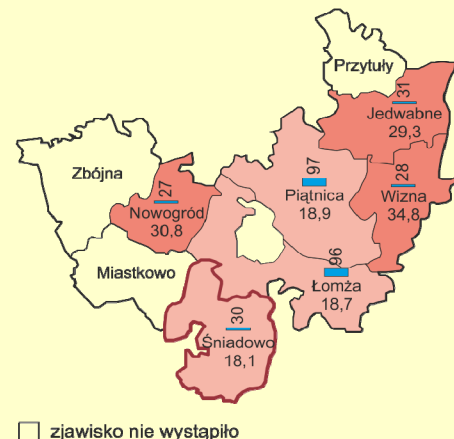 Przytuły
31
Jedwabne
29,3
Zbójna
97
Piątnica
18,9
28
Wizna
34,8
27
Nowogród
30,8
Miastkowo
96
Łomża
18,7
30
Śniadowo
18,1
zjawisko nie wystąpiło